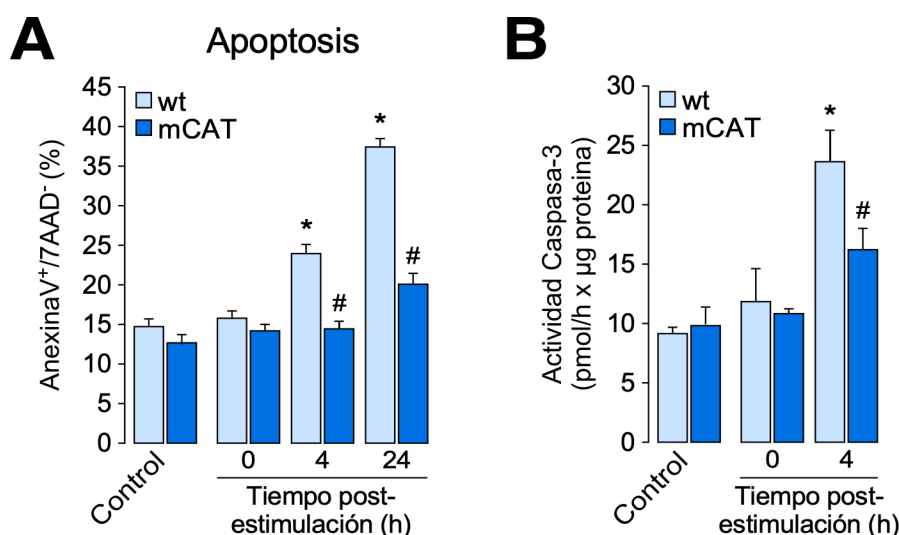 A
Apoptosis
AnexinaV⁺/7AAD⁻ (%)
45
40
35
30
25
20
15
10
5
0
wt
mCAT
*
#
*
#
Control
0
4
24
Tiempo post-
estimulación (h)
B
Actividad Caspasa-3
(pmol/h x µg proteina)
30
25
20
15
10
5
0
wt
mCAT
*
#
Control
0
4
Tiempo post-
estimulación (h)